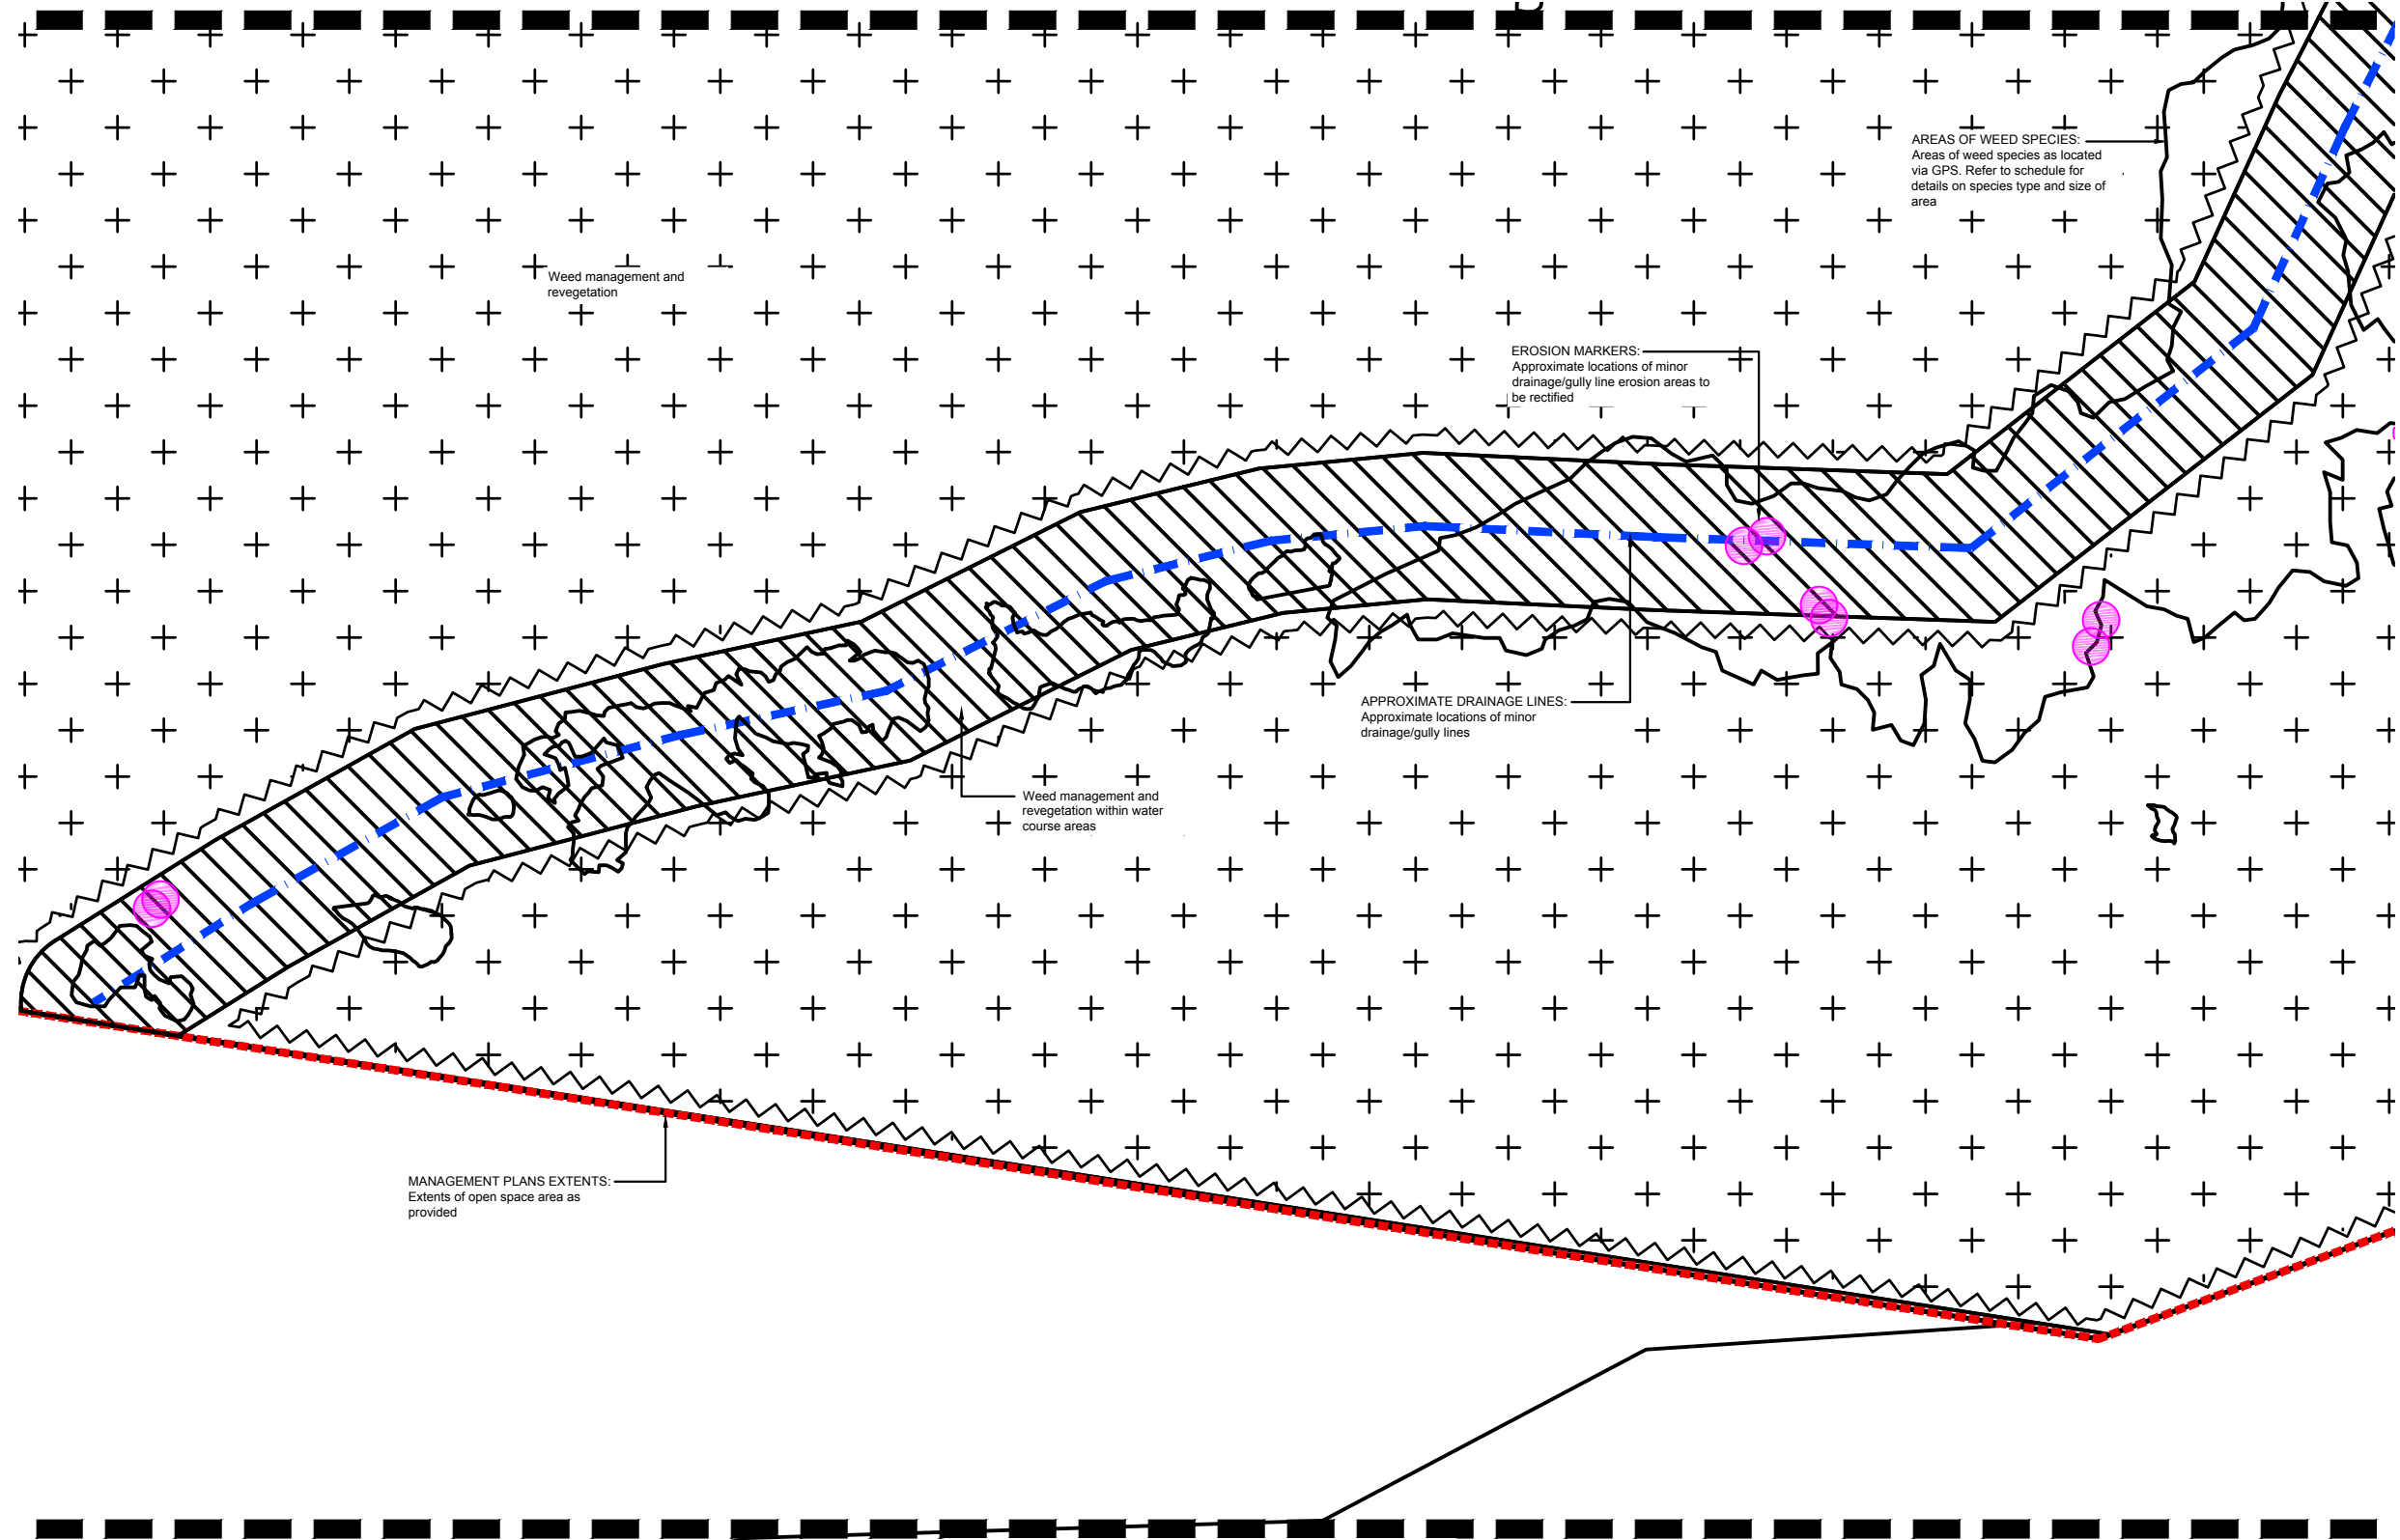 AREAS OF WEED SPECIES:
Areas of weed species as located
via GPS. Refer to schedule for
details on species type and size of
area
Weed management and
revegetation
EROSION MARKERS:
Approximate locations of minor
drainage/gully line erosion areas to
be rectified
APPROXIMATE DRAINAGE LINES:
Approximate locations of minor
drainage/gully lines
Weed management and
revegetation within water
course areas
MANAGEMENT PLANS EXTENTS:
Extents of open space area as
provided